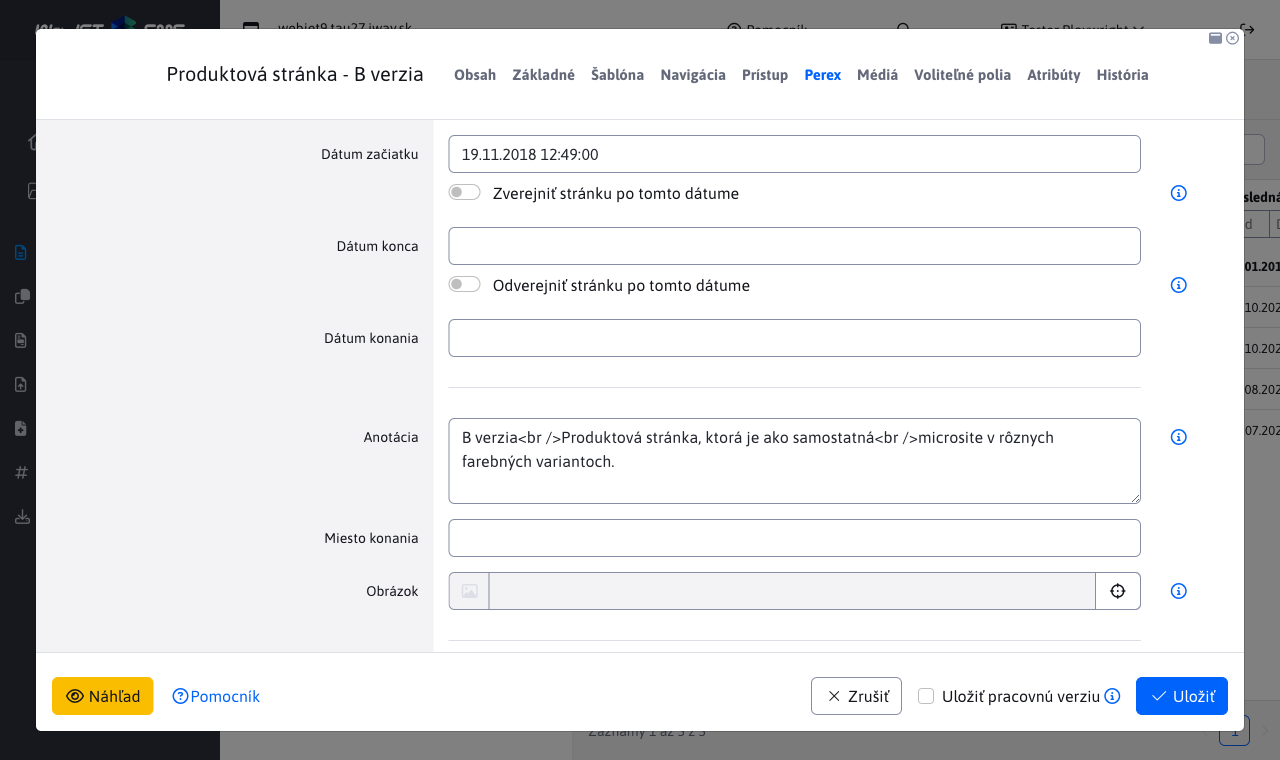 Produktová stránka - B verzia
Obsah Základné Šablóna Navigácia Prístup Perex Médiá Voliteľné polia Atribúty História
Dátum začiatku
19.11.2018 12:49:00
Zverejniť stránku po tomto dátume
Dátum konca
Odverejniť stránku po tomto dátume
Dátum konania
Anotácia
B verzia<br />Produktová stránka, ktorá je ako samostatná<br />microsite v rôznych
farebných variantoch.
Miesto konania
Obrázok
Náhľad
Pomocník
Zrušiť
Uložiť pracovnú verziu
Uložiť
1